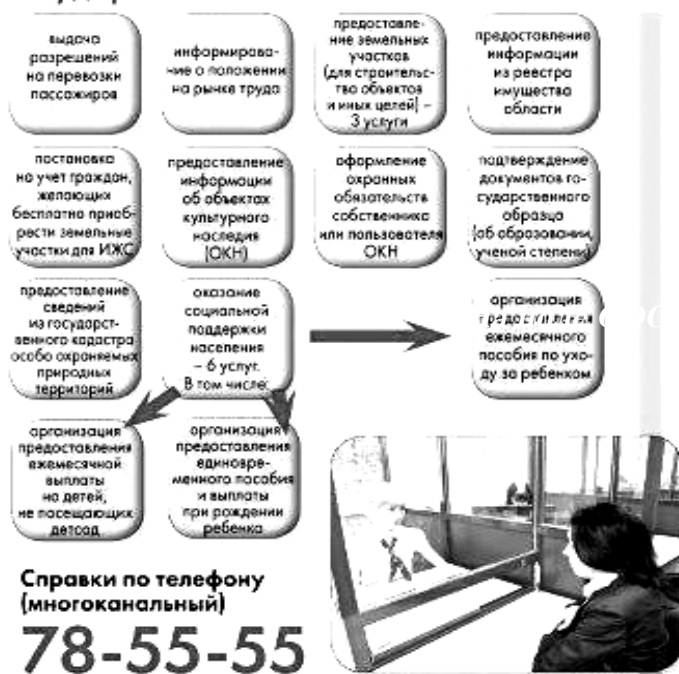 выдача
разрешений
на перевозки
пассажиров
информирова-
ние о положении
на рынке труда
предоставле-
ние земельных
участков
(для строительс-
тва объектов
и иных целей) –
3 услуги
предоставление
информации
из реестра
имущества
области
постановка
на учет граждан,
желающих
бесплатно приоб-
рести земельные
участки для ИЖС
предоставление
информации
об объектах
культурного
наследия
(ОКН)
оформление
охранных
обязательств
собственника
или пользователя
ОКН
подтверждение
документов го-
сударственного
образца
(об образовании,
ученой степени)
предоставление
сведений
из государст-
венного кадастра
особо охраняемых
природных
территорий
оказание
социальной
поддержки
населения
– 6 услуг.
В том числе:
организация
предоставления
ежемесячного
пособия по ухо-
ду за ребенком
организация
предоставления
ежемесячной
выплаты
на детей,
не посещающих
детсад
организация
предоставления
единовре-
менного пособия
и выплаты
при рождении
ребенка
Справки по телефону
(многоканальный)
78-55-55